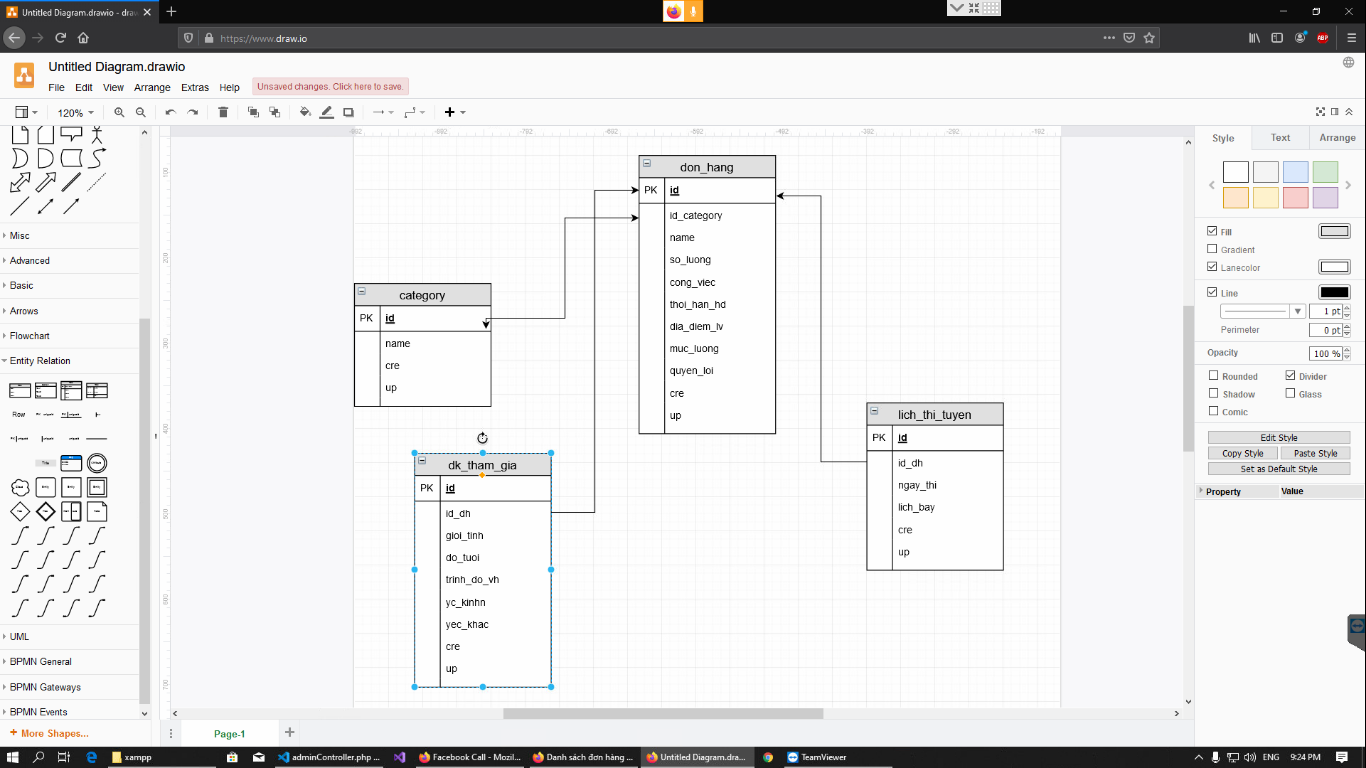 Untitled Diagram.drawio - draw
https://www.draw.io
ABP
Untitled Diagram.drawio
File Edit View Arrange Extras Help
Unsaved changes. Click here to save.
120%
Misc
Advanced
Basic
Arrows
Flowchart
Entity Relation
Row
Title
UML
BPMN General
BPMN Gateways
BPMN Events
+ More Shapes...
don_hang
PK id
id_category
name
so_luong
cong_viec
thoi_han_hd
dia_diem_lv
muc_luong
quyen_loi
cre
up
category
PK id
name
cre
up
dk_tham_gia
PK id
id_dh
gioi_tinh
do_tuoi
trinh_do_vh
yc_kinhn
yec_khac
cre
up
lich_thi_tuyen
PK id
id_dh
ngay_thi
lich_bay
cre
up
Page-1
Style Text Arrange
Fill
Gradient
Lanecolor
Line
1 pt
Perimeter 0 pt
Opacity 100 %
Rounded Divider
Shadow Glass
Comic
Edit Style
Copy Style Paste Style
Set as Default Style
Property Value
xampp
adminController.php ...
Facebook Call - Mozil...
Danh sách đơn hàng ...
Untitled Diagram.dra...
TeamViewer
ENG
9:24 PM